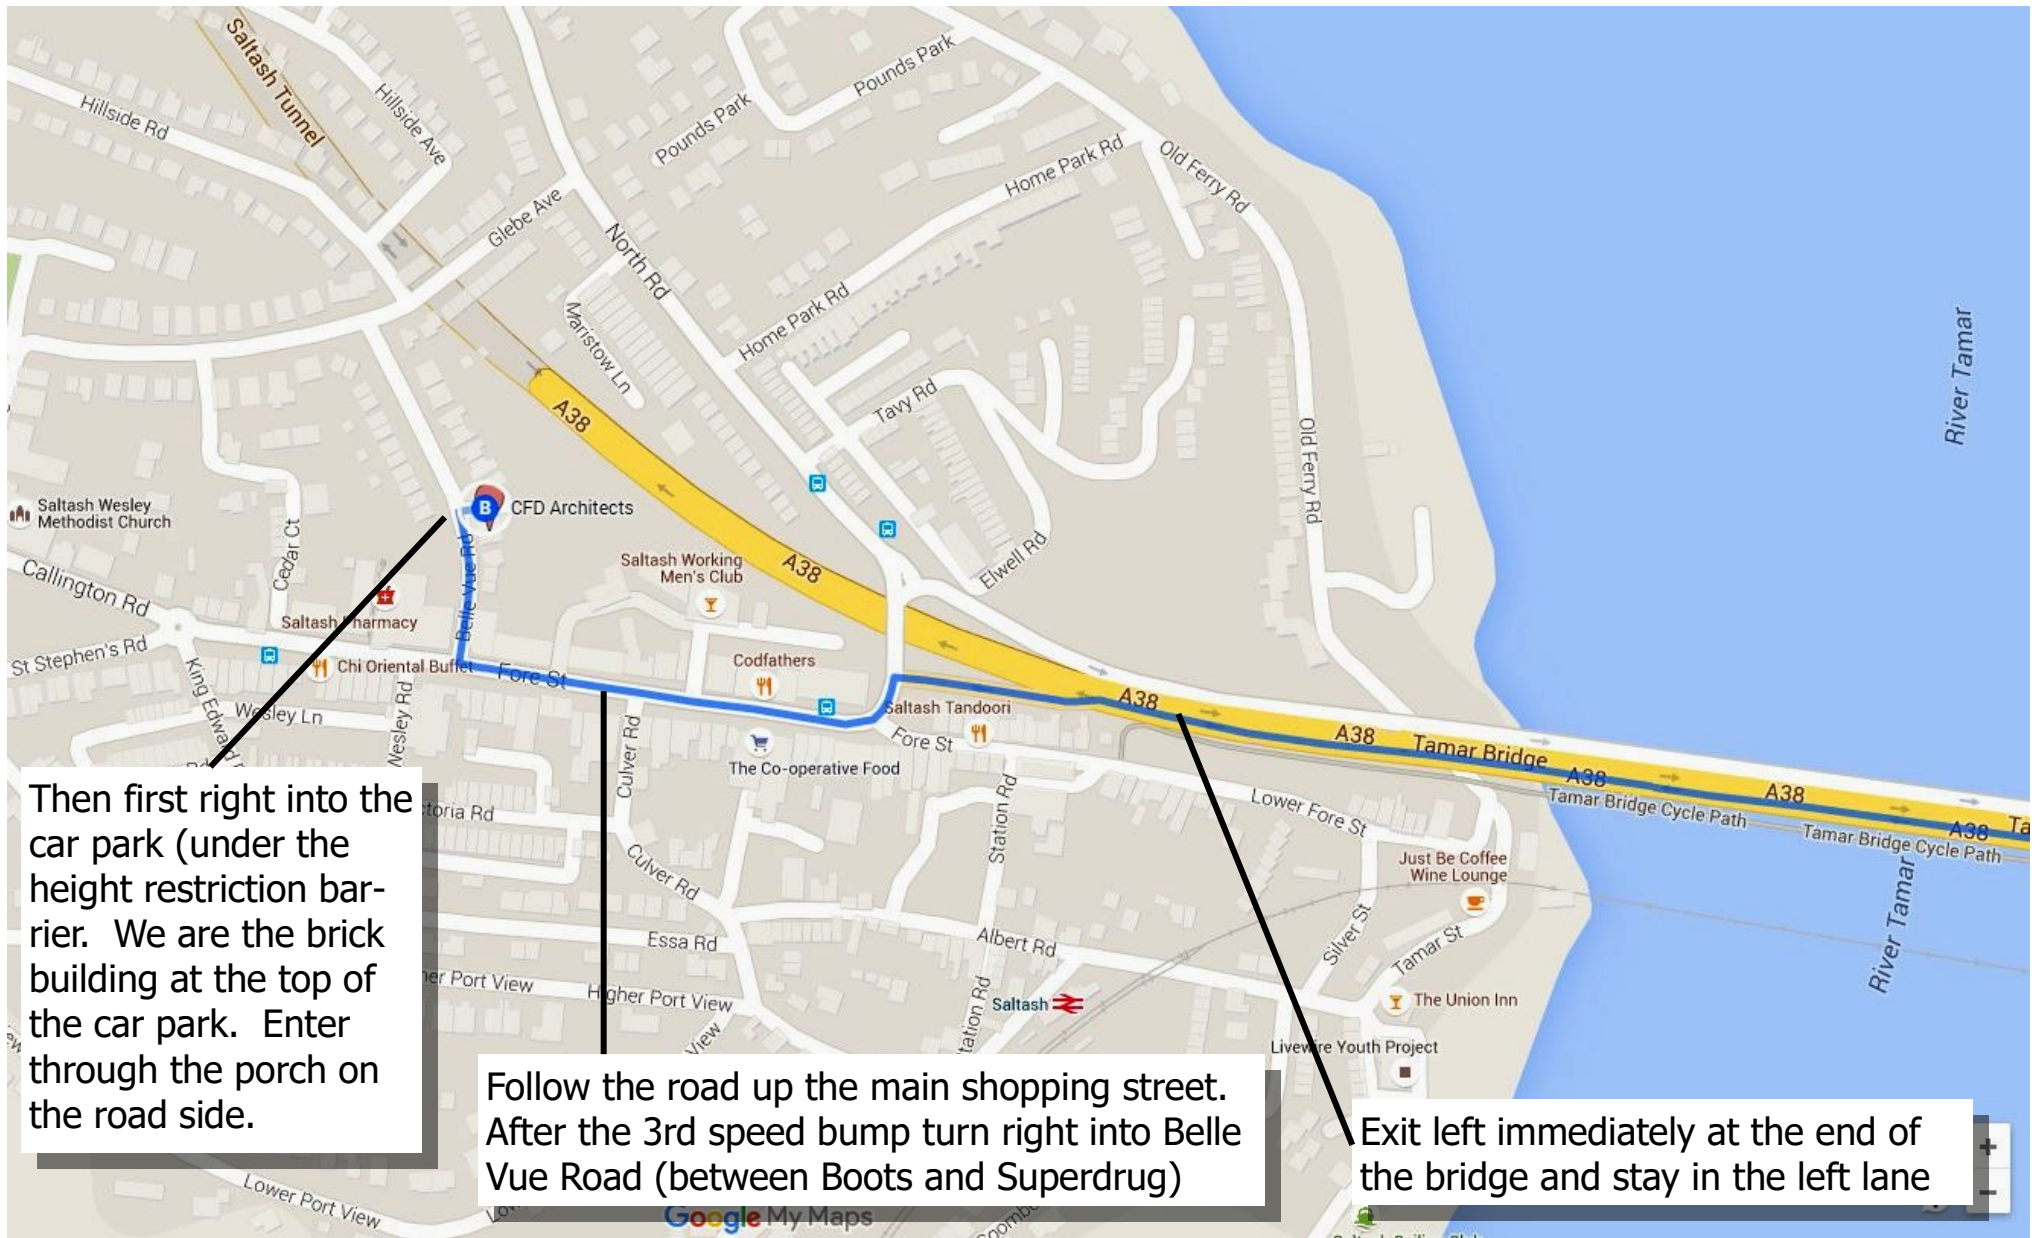 Saltash Tunnel
Hillside Rd
Hillside Ave
Pounds Park
Pounds Park
Old Ferry Rd
Home Park Rd
Glebe Ave
North Rd
Maristow Ln
Home Park Rd
River Tamar
A38
Tavy Rd
Old Ferry Rd
Saltash Wesley
Methodist Church
B
CFD Architects
Cedar Ct
Belle Vue Rd
Saltash Working
Men's Club
A38
Elwell Rd
Callington Rd
Saltash Pharmacy
St Stephen's Rd
Chi Oriental Buffet
Fore St
Codfathers
King Edward
Wesley Ln
Wesley Rd
Culver Rd
Saltash Tandoori
Fore St
The Co-operative Food
A38
A38
Tamar Bridge
A38
A38
A38
Ta
Tamar Bridge Cycle Path
Tamar Bridge Cycle Path
Lower Fore St
Station Rd
toria Rd
Culver Rd
Just Be Coffee
Wine Lounge
River Tamar
Essa Rd
Albert Rd
Silver St
Tamar St
er Port View
Higher Port View
View
Saltash
tation Rd
The Union Inn
Livewire Youth Project
Then first right into the
car park (under the
height restriction bar-
rier. We are the brick
building at the top of
the car park. Enter
through the porch on
the road side.
Follow the road up the main shopping street.
After the 3rd speed bump turn right into Belle
Vue Road (between Boots and Superdrug)
Exit left immediately at the end of
the bridge and stay in the left lane
+
−
Lower Port View
Google My Maps